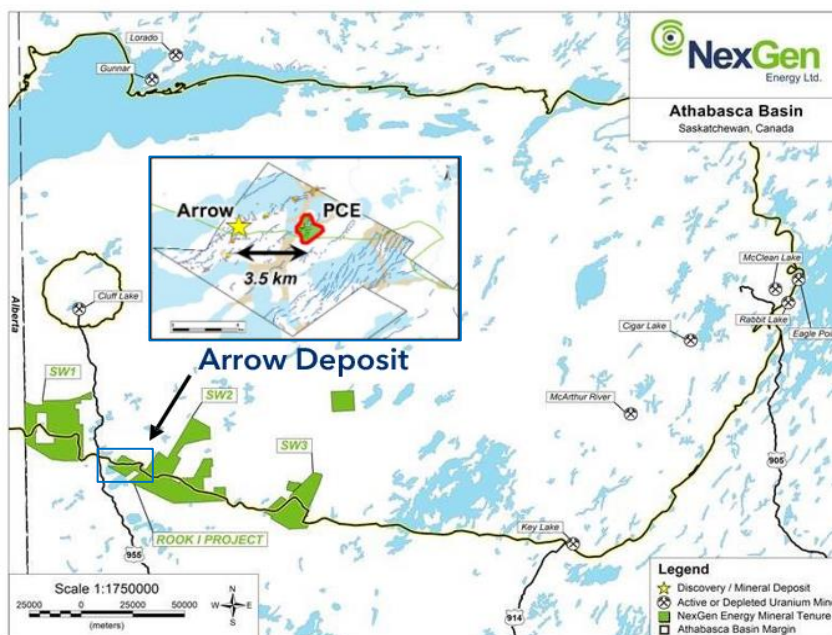 Lorado
Gunnar
NexGen
Energy Ltd.
Athabasca Basin
Saskatchewan, Canada
Arrow
PCE
3.5 km
McClean Lake
Alberta
Cluff Lake
Rabbit Lake
Eagle Poi
Cigar Lake
Arrow Deposit
SW1
SW2
McArthur River
SW3
905
ROOK I PROJECT
Key Lake
955
914
Scale 1:1750000
25000 0 25000 50000
(meters)
N
W E
S
Legend
Discovery / Mineral Deposit
Active or Depleted Uranium Min
NexGen Energy Mineral Tenure
Athabasca Basin Margin